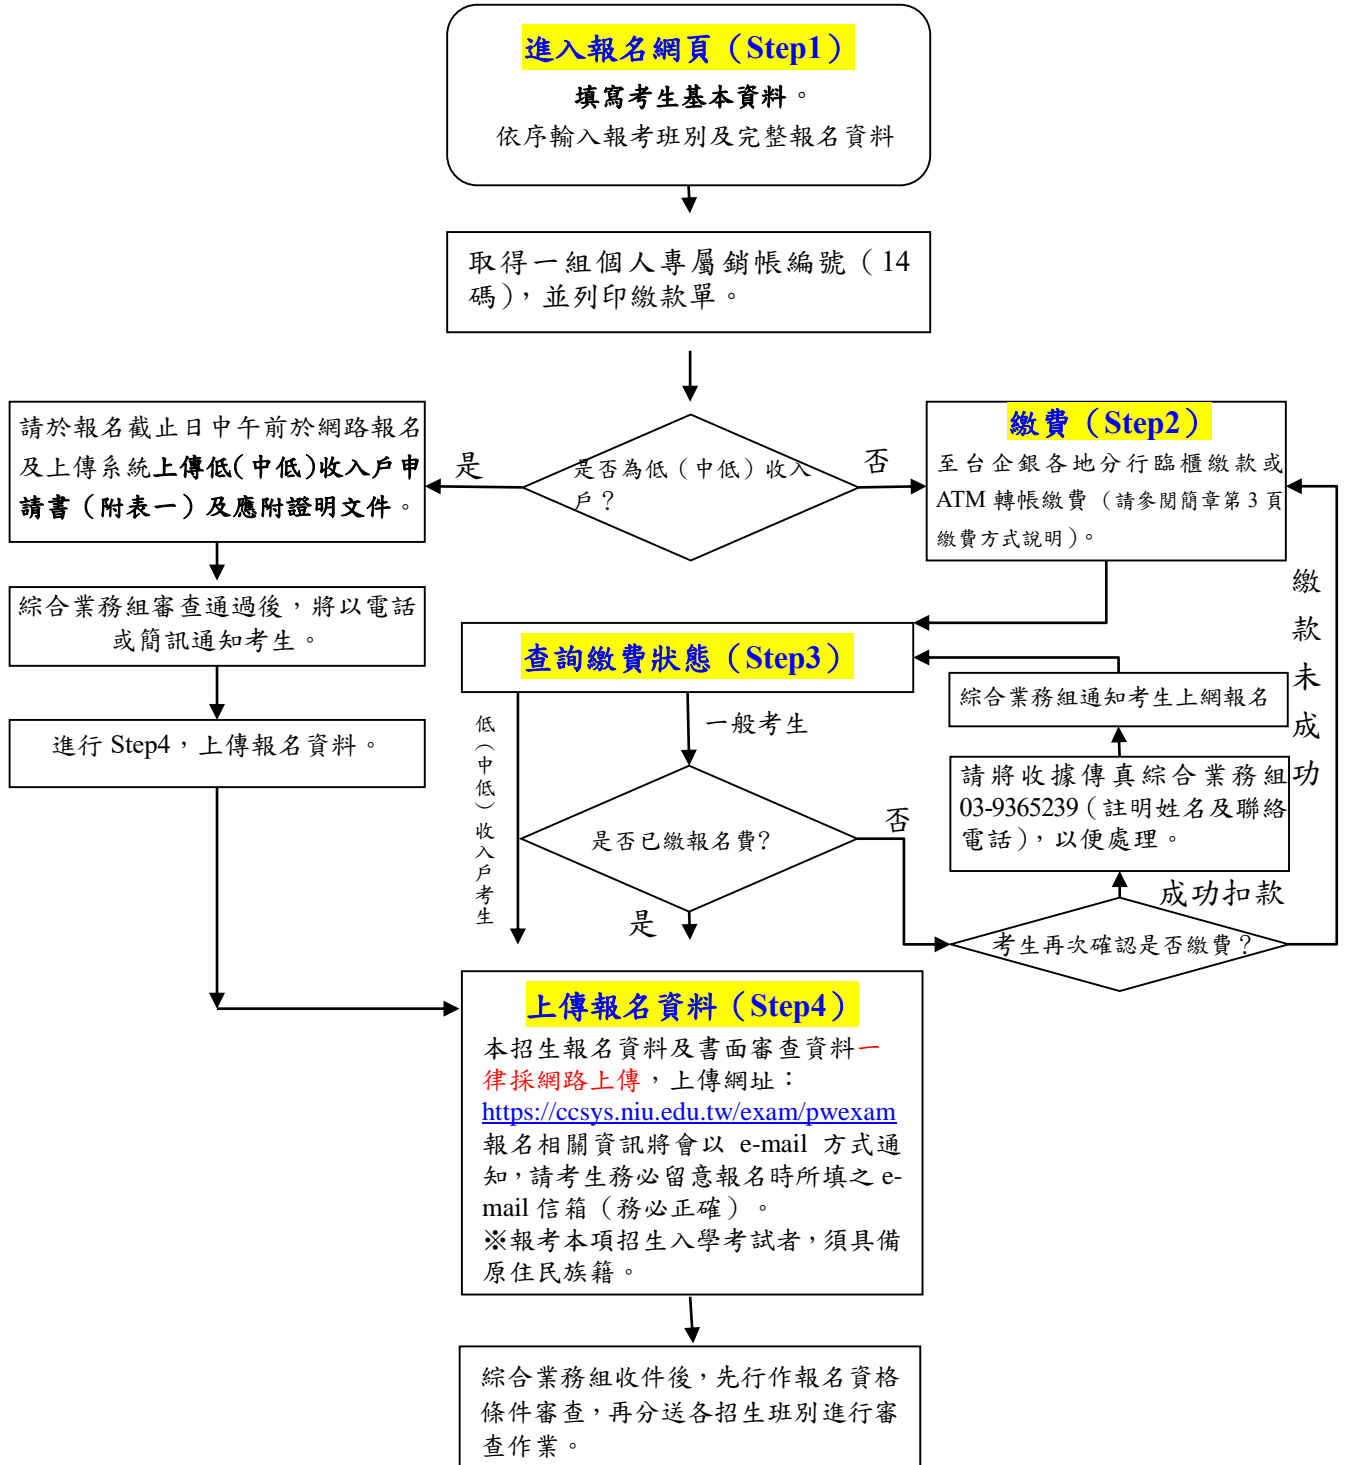 進入報名網頁（Step1）
填寫考生基本資料。
依序輸入報考班別及完整報名資料
取得一組個人專屬銷帳編號（14
碼），並列印繳款單。
是否為低（中低）收入
戶？
是
否
請於報名截止日中午前於網路報名
及上傳系統上傳低(中低)收入戶申
請書（附表一）及應附證明文件。
綜合業務組審查通過後，將以電話
或簡訊通知考生。
進行 Step4，上傳報名資料。
繳費（Step2）
至台企銀各地分行臨櫃繳款或
ATM 轉帳繳費（請參閱簡章第 3 頁
繳費方式說明）。
繳款未成功
查詢繳費狀態（Step3）
低（中低）收入戶考生
一般考生
是否已繳報名費?
否
是
綜合業務組通知考生上網報名
請將收據傳真綜合業務組
03-9365239（註明姓名及聯絡
電話），以便處理。
成功扣款
考生再次確認是否繳費？
上傳報名資料（Step4）
本招生報名資料及書面審查資料一
律採網路上傳，上傳網址：
https://ccsys.niu.edu.tw/exam/pwexam
報名相關資訊將會以 e-mail 方式通
知，請考生務必留意報名時所填之 e-
mail 信箱（務必正確）。
※報考本項招生入學考試者，須具備
原住民族籍。
綜合業務組收件後，先行作報名資格
條件審查，再分送各招生班別進行審
查作業。